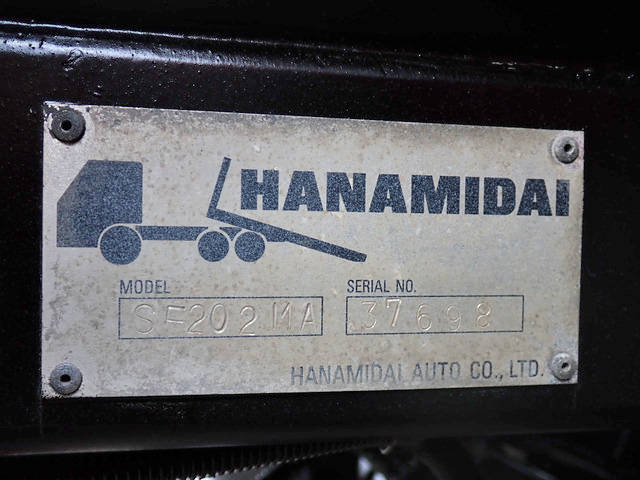 HANAMIDAI
MODEL SERIAL NO.
SF202MA 37698
HANAMIDAI AUTO CO., LTD.